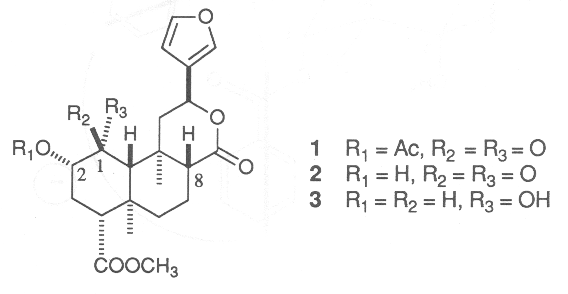 O
R₂ R₃
H H O
R₁O
1
2 8 O
COOCH₃
1 R₁ = Ac, R₂ = R₃ = O
2 R₁ = H, R₂ = R₃ = O
3 R₁ = R₂ = H, R₃ = OH